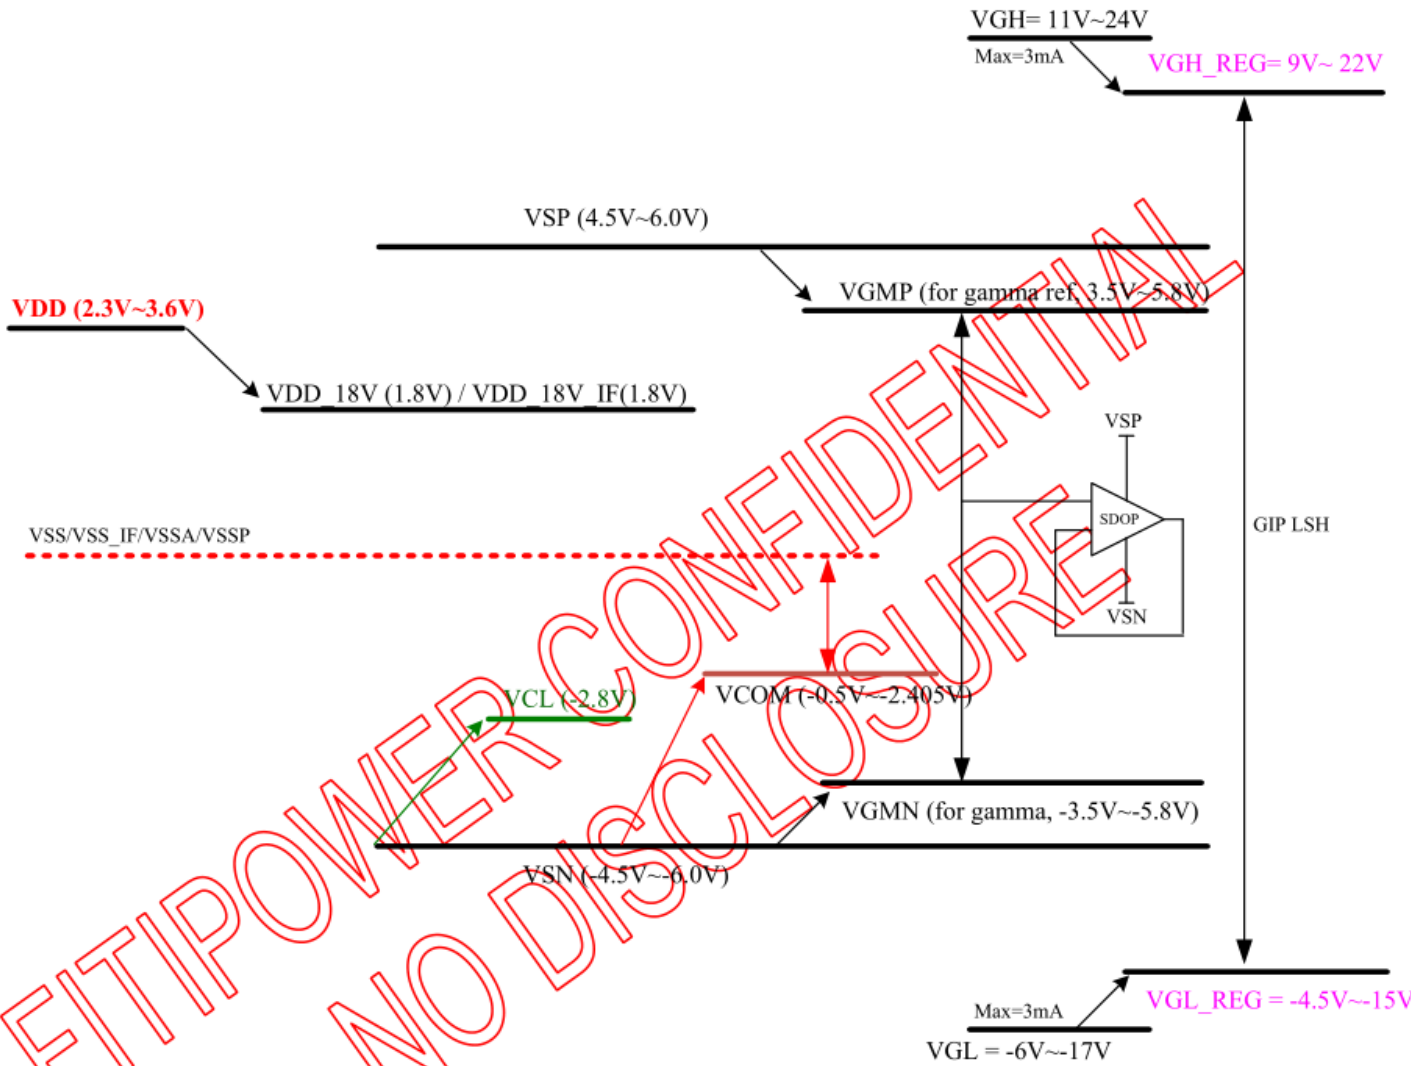 VGH= 11V~24V
Max=3mA
VGH_REG= 9V~ 22V
VSP (4.5V~6.0V)
VGMP (for gamma ref, 3.5V~5.8V)
VDD (2.3V~3.6V)
VDD_18V (1.8V) / VDD_18V_IF(1.8V)
VSP
SDOP
VSN
GIP LSH
VSS/VSS_IF/VSSA/VSSP
VCL (-2.8V)
VCOM (-0.5V~-2.405V)
VGMN (for gamma, -3.5V~-5.8V)
VSN (-4.5V~-6.0V)
VGL_REG = -4.5V~-15V
Max=3mA
VGL = -6V~-17V
FITIPOWER CONFIDENTIAL
NO DISCLOSURE